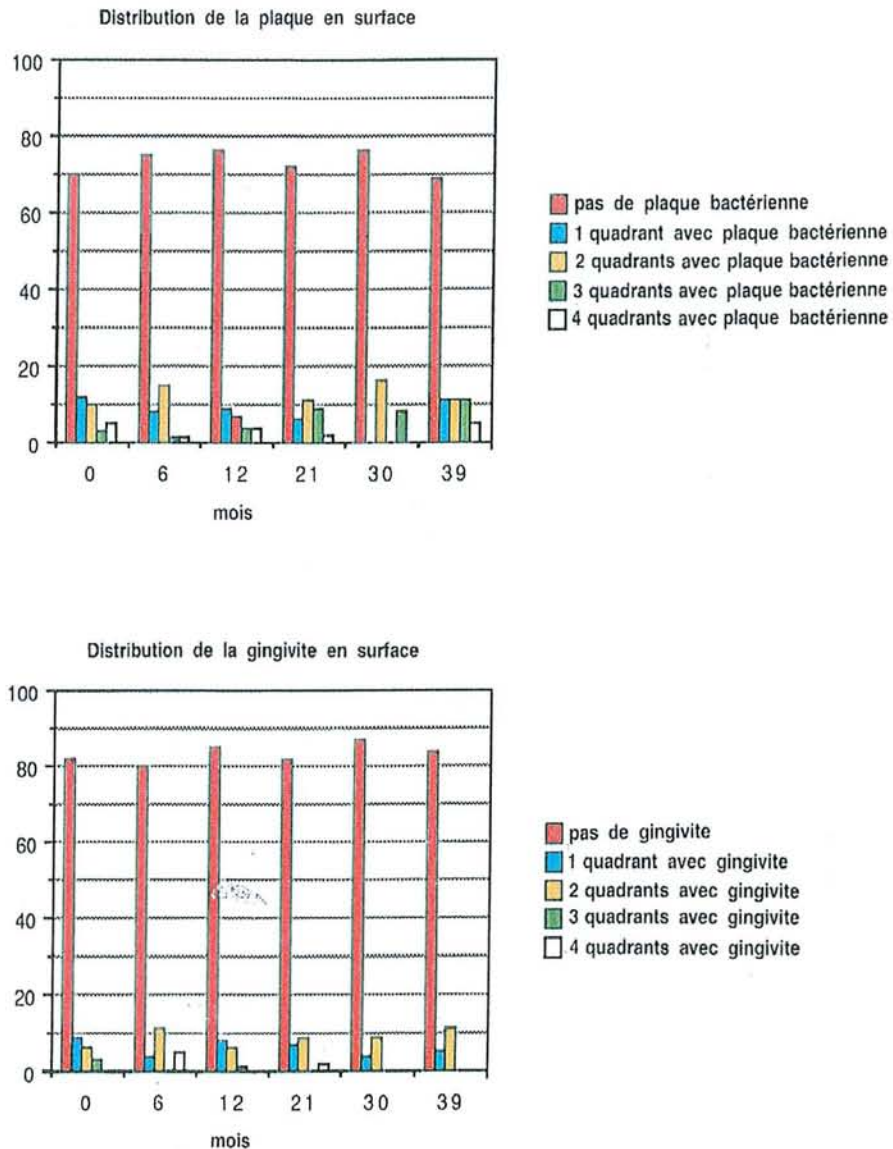 Distribution de la plaque en surface
100
80
60
40
20
0
0 6 12 21 30 39
mois
pas de plaque bactérienne
1 quadrant avec plaque bactérienne
2 quadrants avec plaque bactérienne
3 quadrants avec plaque bactérienne
4 quadrants avec plaque bactérienne
Distribution de la gingivite en surface
100
80
60
40
20
0
0 6 12 21 30 39
mois
pas de gingivite
1 quadrant avec gingivite
2 quadrants avec gingivite
3 quadrants avec gingivite
4 quadrants avec gingivite